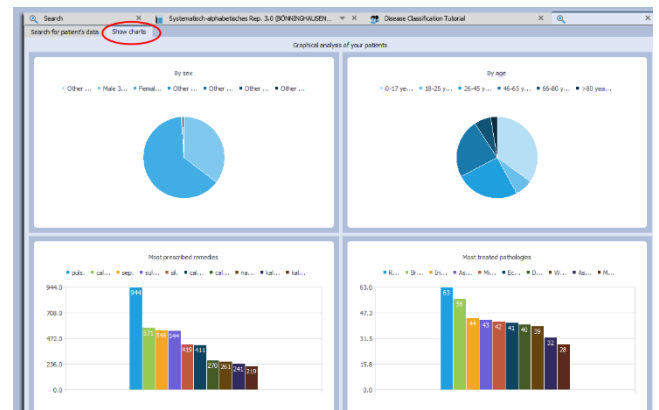 Search
Systematisch-alphabetisches Rep. 3.0 (BÖNNINGHAUSEN...
Disease Classification Tutorial
Search for patient's data
Show charts
Graphical analysis of your patients
By sex
Other ... Male 3... Femal... Other ... Other ... Other ... Other ...
By age
0-17 ye... 18-25 y... 26-45 y... 46-65 y... 66-80 y... >80 yea...
Most prescribed remedies
puls. cal... sep. sul... sil. cal... cal... na... kal... kal...
944.0
708.0
472.0
236.0
0.0
944
571
544
419
411
270
261
241
219
Most treated pathologies
R... Br... In... As... Mi... Ec... D... W... As... M...
63.0
47.3
31.5
15.8
0.0
63
56
44
43
42
41
40
39
32
28